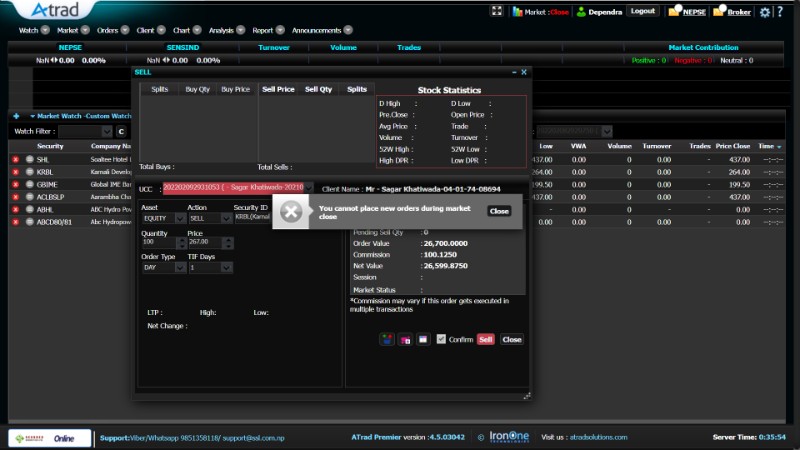 Atrad
Market :Close Dependra Logout NEPSE Broker ?
Watch Market Orders Client Chart Analysis Report Announcements
NEPSE SENSIND Turnover Volume Trades Market Contribution
NaN 0.00 0.00% NaN 0.00 0.00% Positive : 0 Negative : 0 Neutral : 0
SELL
Splits Buy Qty Buy Price Sell Price Sell Qty Splits Stock Statistics
D High : D Low :
Pre.Close : Open Price :
Avg Price : Trade :
Volume : Turnover :
52W High : 52W Low :
High DPR : Low DPR :
Total Buys : Total Sells :
+ Market Watch -Custom Watch
Watch Filter : C
Security Company Na Low VWA Volume Turnover Trades Price Close Time
SHL Soaltee Hotel 437.00 0.00 0 0.00 - 437.00 --:--:--
KRBL Karnali Develo 264.00 0.00 0 0.00 - 264.00 --:--:--
GBIME Global IME Ban 199.50 0.00 0 0.00 - 199.50 --:--:--
ACLBSLP Aarambha Cha 437.00 0.00 0 0.00 - 437.00 --:--:--
ABHL ABC Hydro Pow
ABCD80/81 Abc Hydropow
UCC : 202202092931053 ( - Sagar Khatiwada-20210 Client Name : Mr - Sagar Khatiwada-04-01-74-08694
Asset Action Security ID
EQUITY SELL KRBL(Karnal
You cannot place new orders during market
close
Close
Quantity Price
100 267.00
Order Type TIF Days
DAY 1
Pending Sell Qty : 0
Order Value : 26,700.0000
Commission : 100.1250
Net Value : 26,599.8750
Session :
Market Status :
*Commission may vary if this order gets executed in
multiple transactions
LTP : High: Low:
Net Change :
Confirm Sell Close
Online Support:Viber/Whatsapp 9851358118/ support@ssl.com.np ATrad Premier version :4.5.03042 © IronOne TECHNOLOGIES Visit us : atradsolutions.com Server Time: 0:35:54